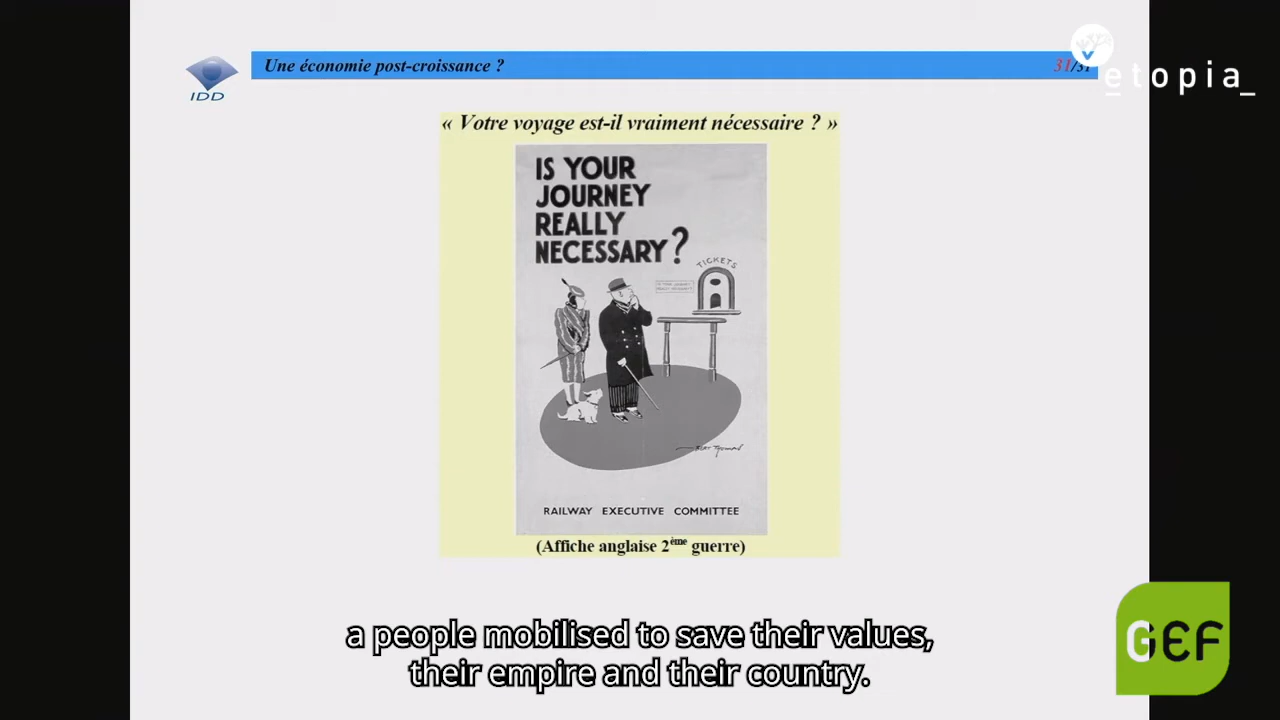 Une économie post-croissance ?
31/31
etopia_
IDD
« Votre voyage est-il vraiment nécessaire ? »
IS YOUR
JOURNEY
REALLY
NECESSARY?
TICKETS
RAILWAY EXECUTIVE COMMITTEE
(Affiche anglaise 2ème guerre)
a people mobilised to save their values,
their empire and their country.
GEF